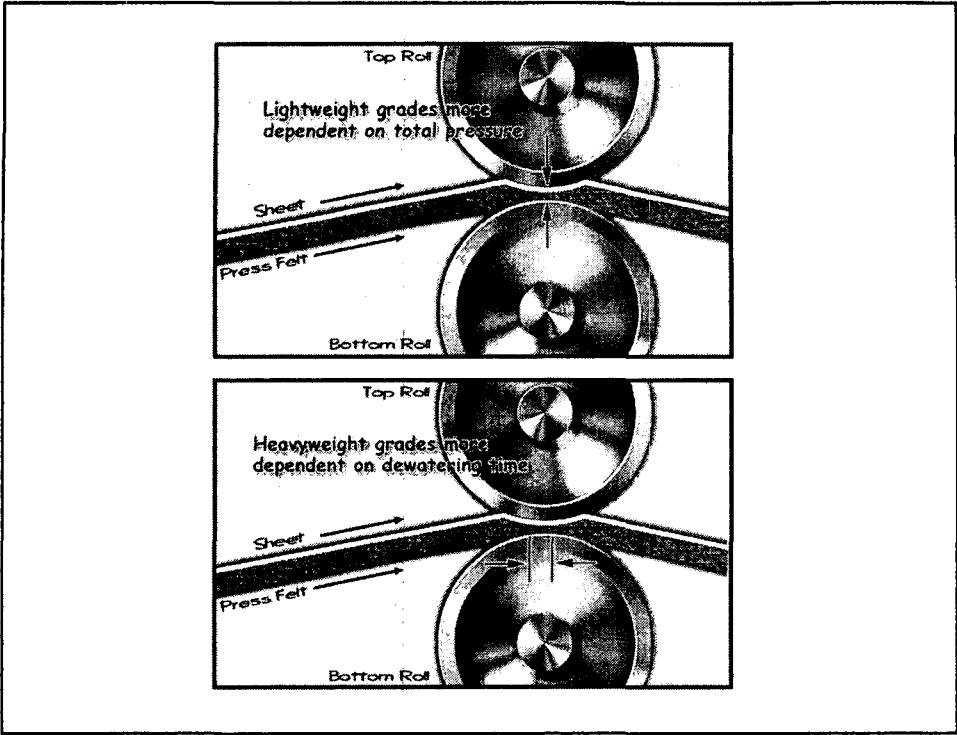 Top Roll
Lightweight grades more
dependent on total pressure
Sheet
Press Felt
Bottom Roll
Top Roll
Heavyweight grades more
dependent on dewatering time
Sheet
Press Felt
Bottom Roll